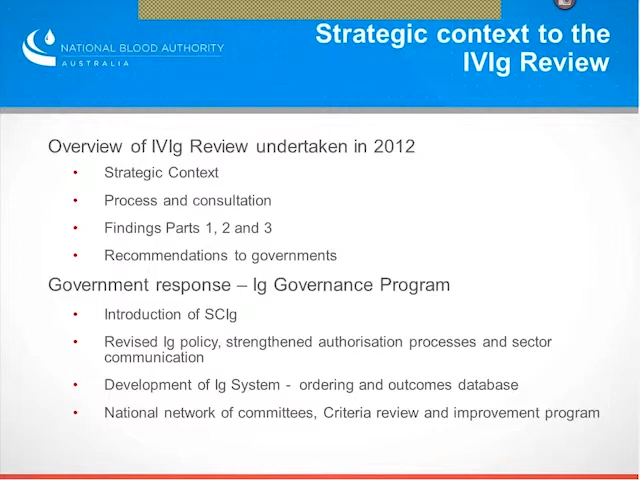 Strategic context to the
IVIg Review
NATIONAL BLOOD AUTHORITY
AUSTRALIA
Overview of IVIg Review undertaken in 2012
• Strategic Context
• Process and consultation
• Findings Parts 1, 2 and 3
• Recommendations to governments
Government response – Ig Governance Program
• Introduction of SCIg
• Revised Ig policy, strengthened authorisation processes and sector
communication
• Development of Ig System - ordering and outcomes database
• National network of committees, Criteria review and improvement program